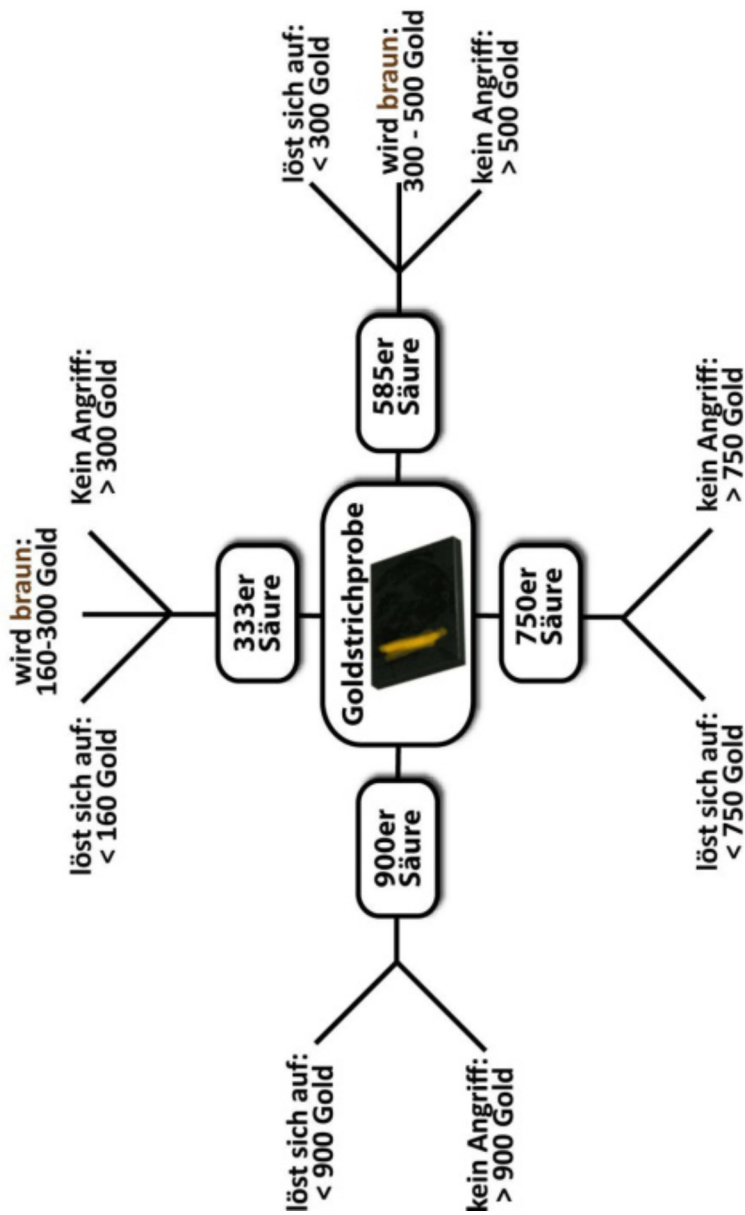 wird braun:
160-300 Gold
löst sich auf:
< 160 Gold
Kein Angriff:
> 300 Gold
333er
Säure
löst sich auf:
< 900 Gold
kein Angriff:
> 900 Gold
900er
Säure
Goldstrichprobe
585er
Säure
löst sich auf:
< 300 Gold
wird braun:
300 - 500 Gold
kein Angriff:
> 500 Gold
750er
Säure
löst sich auf:
< 750 Gold
kein Angriff:
> 750 Gold